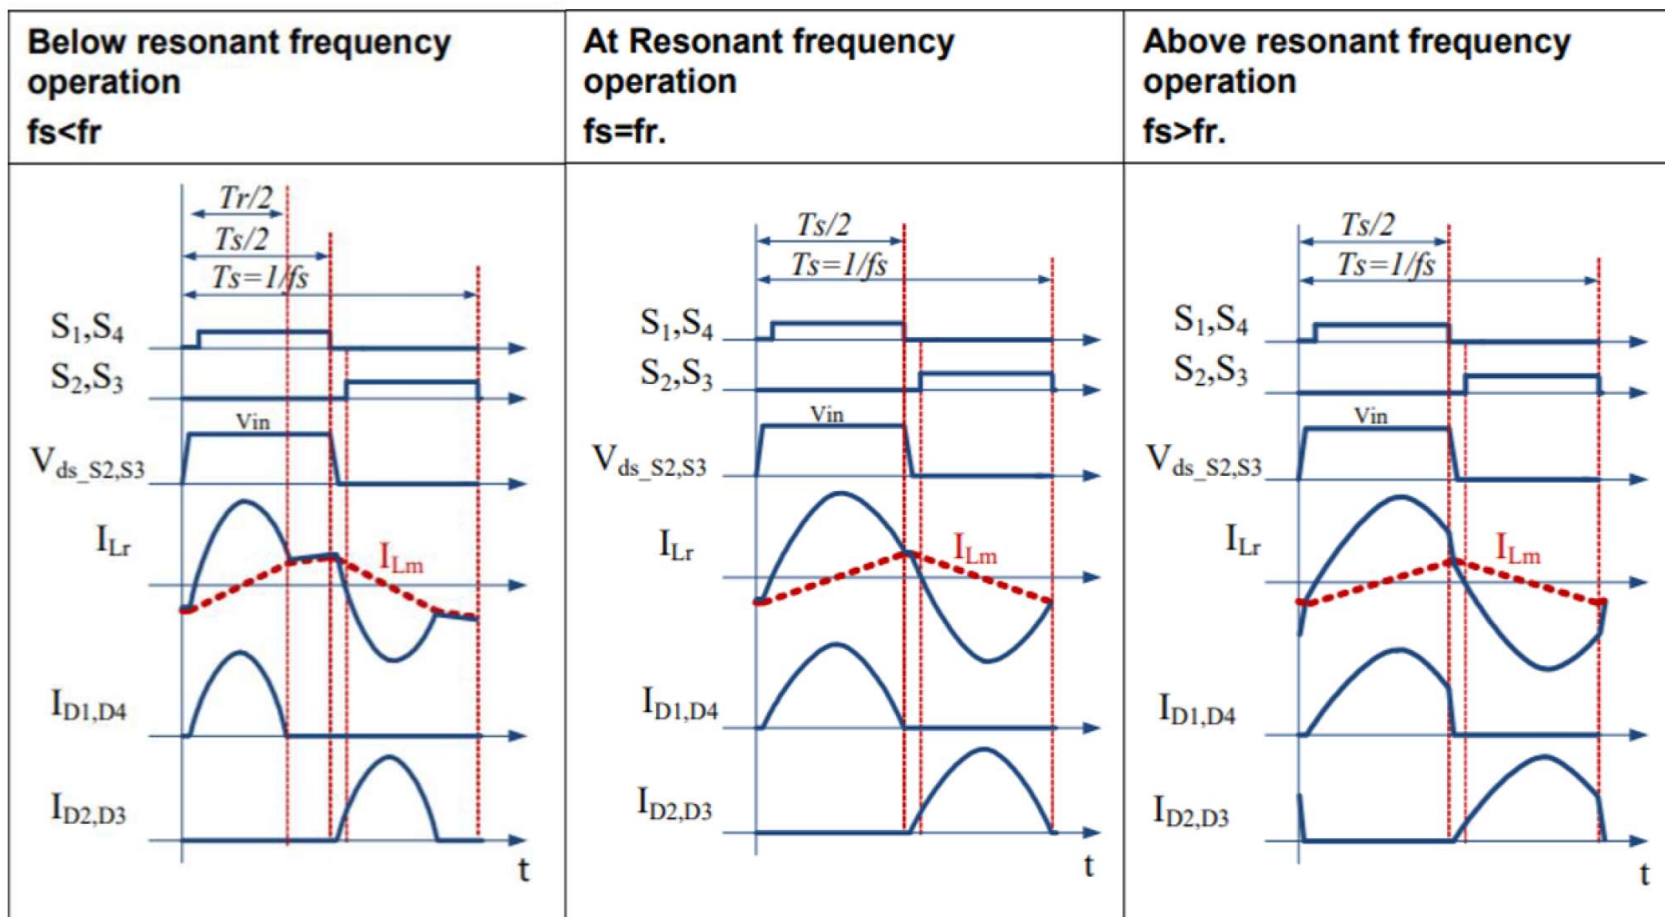 Below resonant frequency
operation
fs<fr
At Resonant frequency
operation
fs=fr.
Above resonant frequency
operation
fs>fr.
Tr/2
Ts/2
Ts=1/fs
S1,S4
S2,S3
Vin
Vds_S2,S3
ILr
ILm
ID1,D4
ID2,D3
t
Ts/2
Ts=1/fs
S1,S4
S2,S3
Vin
Vds_S2,S3
ILr
ILm
ID1,D4
ID2,D3
t
Ts/2
Ts=1/fs
S1,S4
S2,S3
Vin
Vds_S2,S3
ILr
ILm
ID1,D4
ID2,D3
t